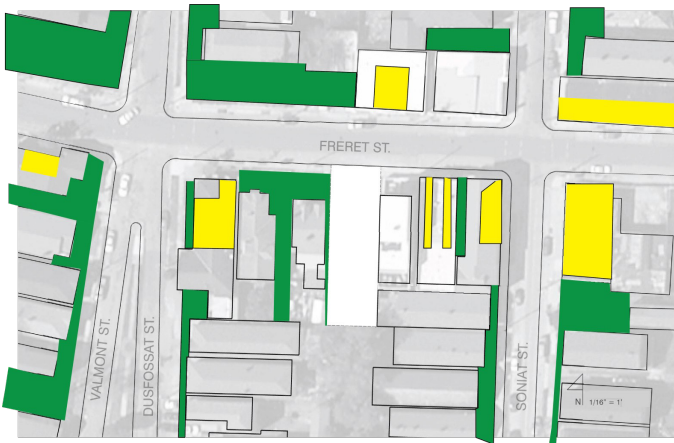 FRERET ST.
VALMONT ST.
DUSFOSSAT ST.
SONIAT ST.
N 1/16" = 1'